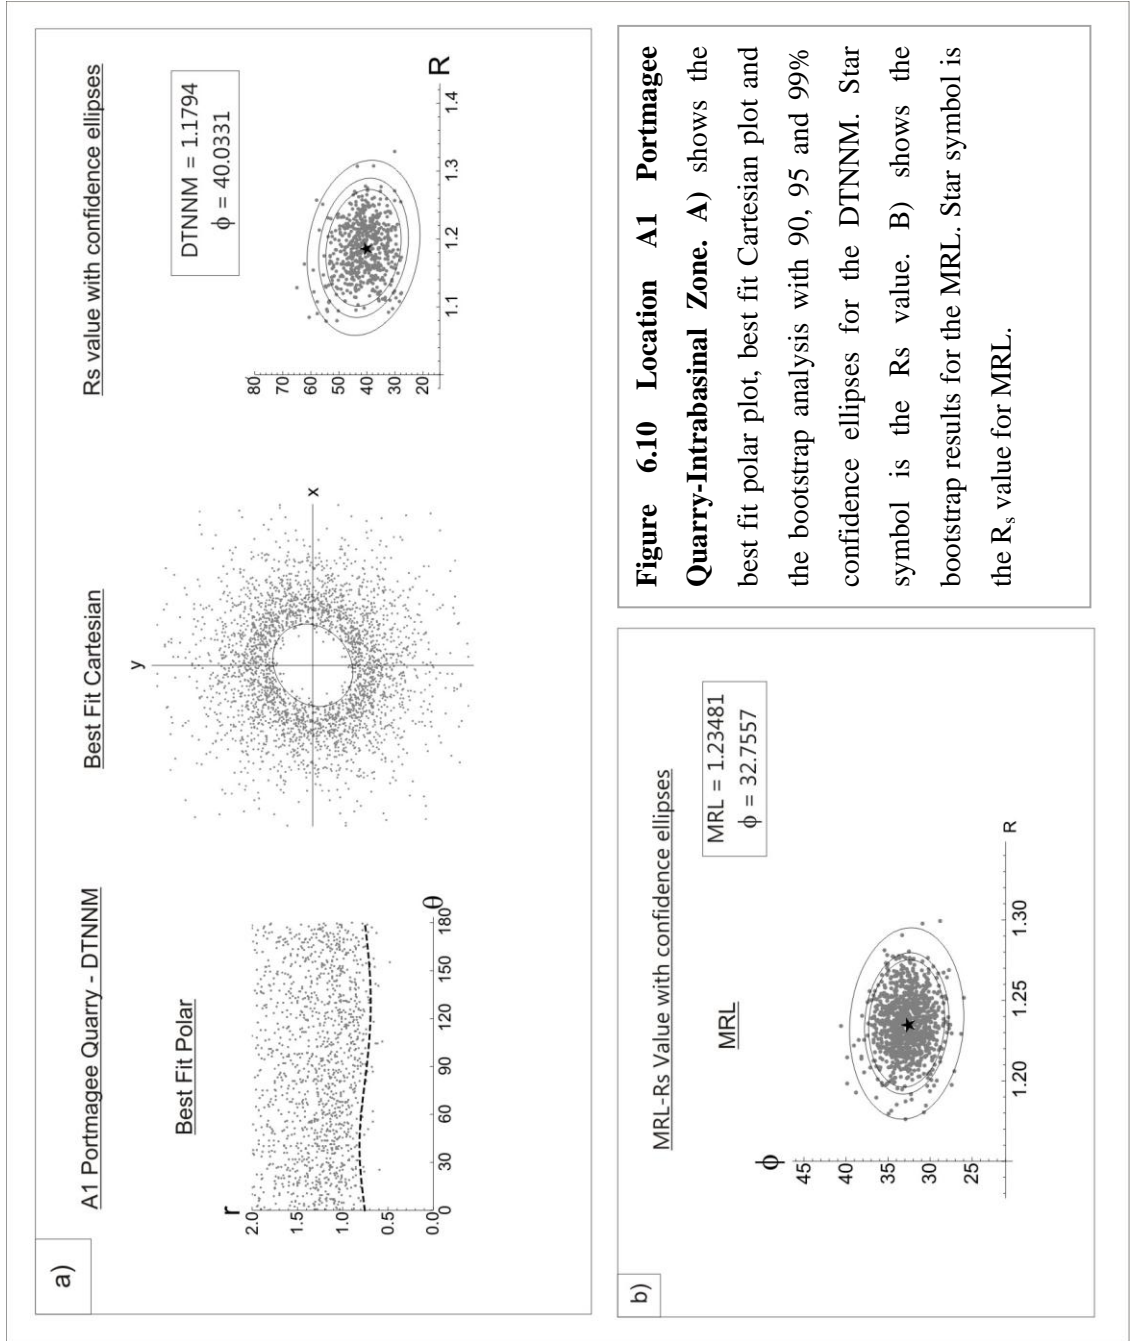 a)
A1 Portmagee Quarry - DTNNM
Best Fit Polar
r
2.0
1.5
1.0
0.5
0.0
0 30 60 90 120 150 180
θ
Best Fit Cartesian
y
x
Rs value with confidence ellipses
DTNNM = 1.1794
ϕ = 40.0331
80
70
60
50
40
30
20
1.1 1.2 1.3 1.4
R
b)
MRL-Rs Value with confidence ellipses
MRL
MRL = 1.23481
ϕ = 32.7557
ϕ
45
40
35
30
25
1.20 1.25 1.30
R
Figure 6.10 Location A1 Portmagee
Quarry-Intrabasinal Zone. A) shows the
best fit polar plot, best fit Cartesian plot and
the bootstrap analysis with 90, 95 and 99%
confidence ellipses for the DTNNM. Star
symbol is the Rs value. B) shows the
bootstrap results for the MRL. Star symbol is
the Rs value for MRL.